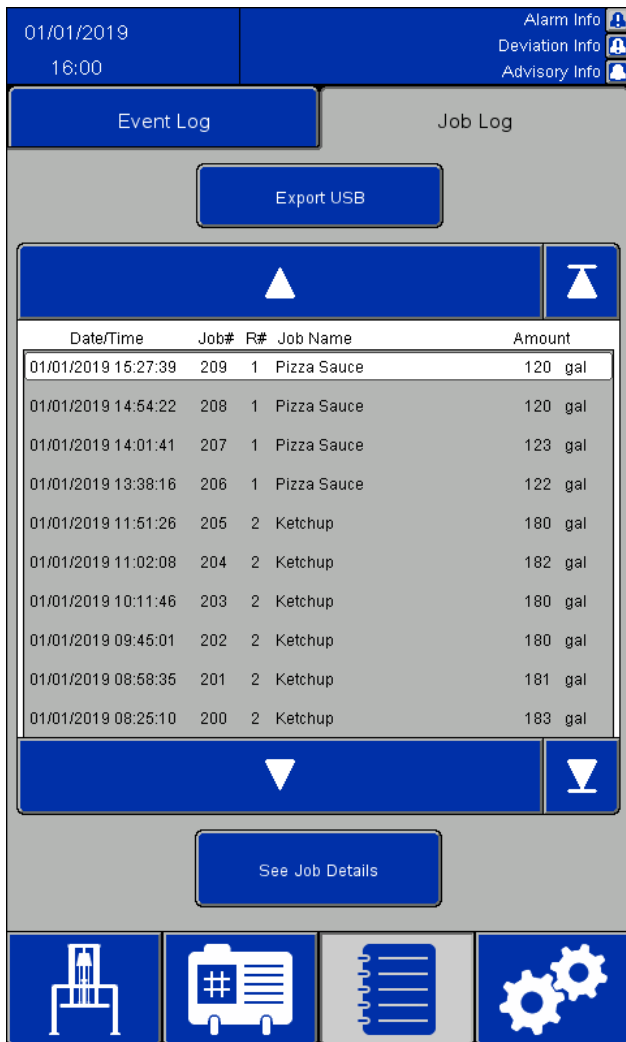 01/01/2019
16:00
Alarm Info
Deviation Info
Advisory Info
Event Log
Job Log
Export USB
Date/Time Job# R# Job Name Amount
01/01/2019 15:27:39 209 1 Pizza Sauce 120 gal
01/01/2019 14:54:22 208 1 Pizza Sauce 120 gal
01/01/2019 14:01:41 207 1 Pizza Sauce 123 gal
01/01/2019 13:38:16 206 1 Pizza Sauce 122 gal
01/01/2019 11:51:26 205 2 Ketchup 180 gal
01/01/2019 11:02:08 204 2 Ketchup 182 gal
01/01/2019 10:11:46 203 2 Ketchup 180 gal
01/01/2019 09:45:01 202 2 Ketchup 180 gal
01/01/2019 08:58:35 201 2 Ketchup 181 gal
01/01/2019 08:25:10 200 2 Ketchup 183 gal
See Job Details
#